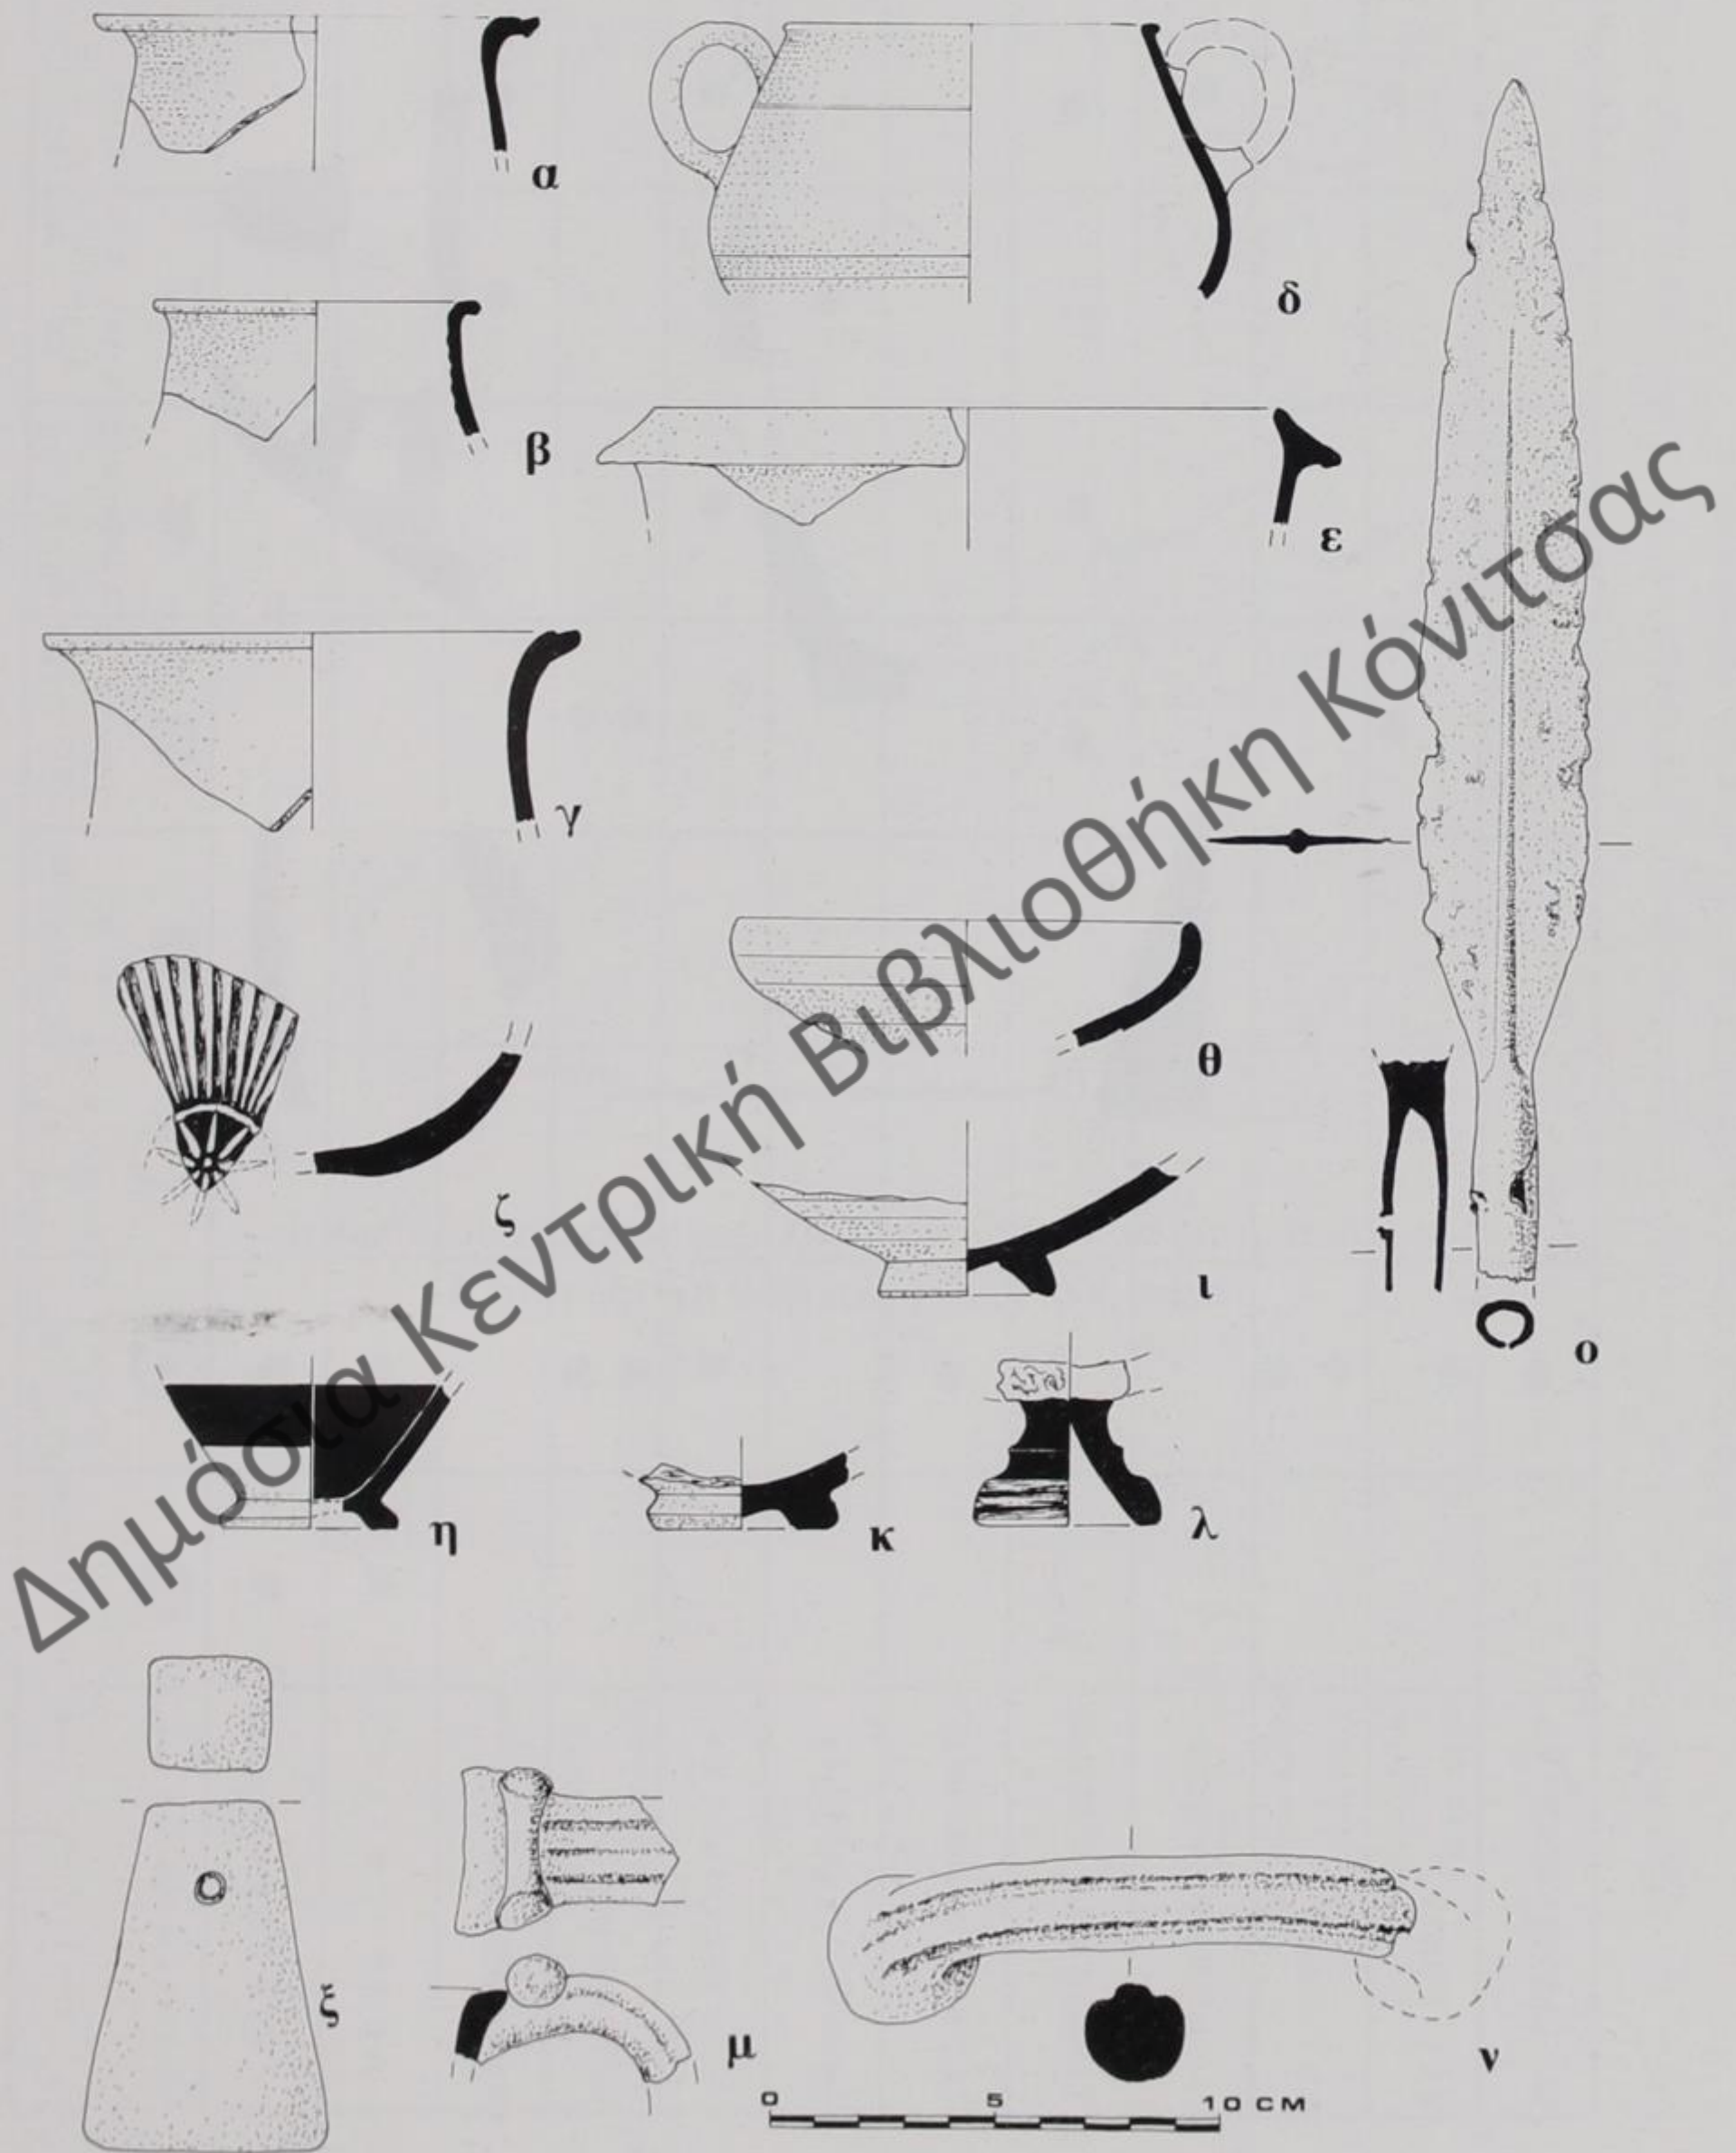 α
δ
β
ε
γ
θ
ζ
ι
ο
η
κ
λ
ξ
μ
ν
0 5 10 CM
Δημόσια Κεντρική Βιβλιοθήκη Κόνιτσας